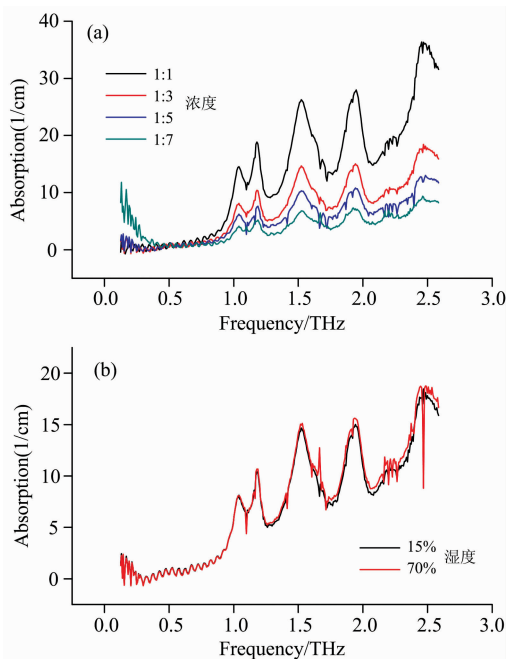 (a)
1:1
1:3
1:5
1:7
浓度
Absorption(1/cm)
40
30
20
10
0
0.0 0.5 1.0 1.5 2.0 2.5 3.0
Frequency/THz
(b)
Absorption(1/cm)
20
15
10
5
0
15%
70%
湿度
0.0 0.5 1.0 1.5 2.0 2.5 3.0
Frequency/THz